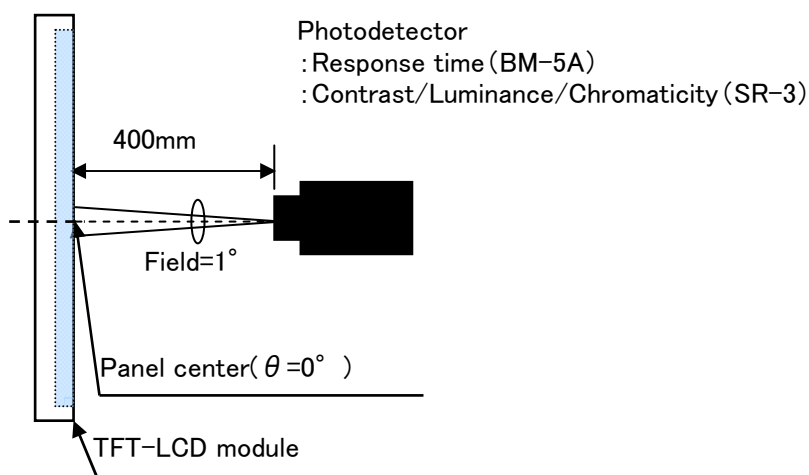 Photodetector
:Response time(BM-5A)
:Contrast/Luminance/Chromaticity(SR-3)
400mm
Field=1°
Panel center(θ=0° )
TFT-LCD module